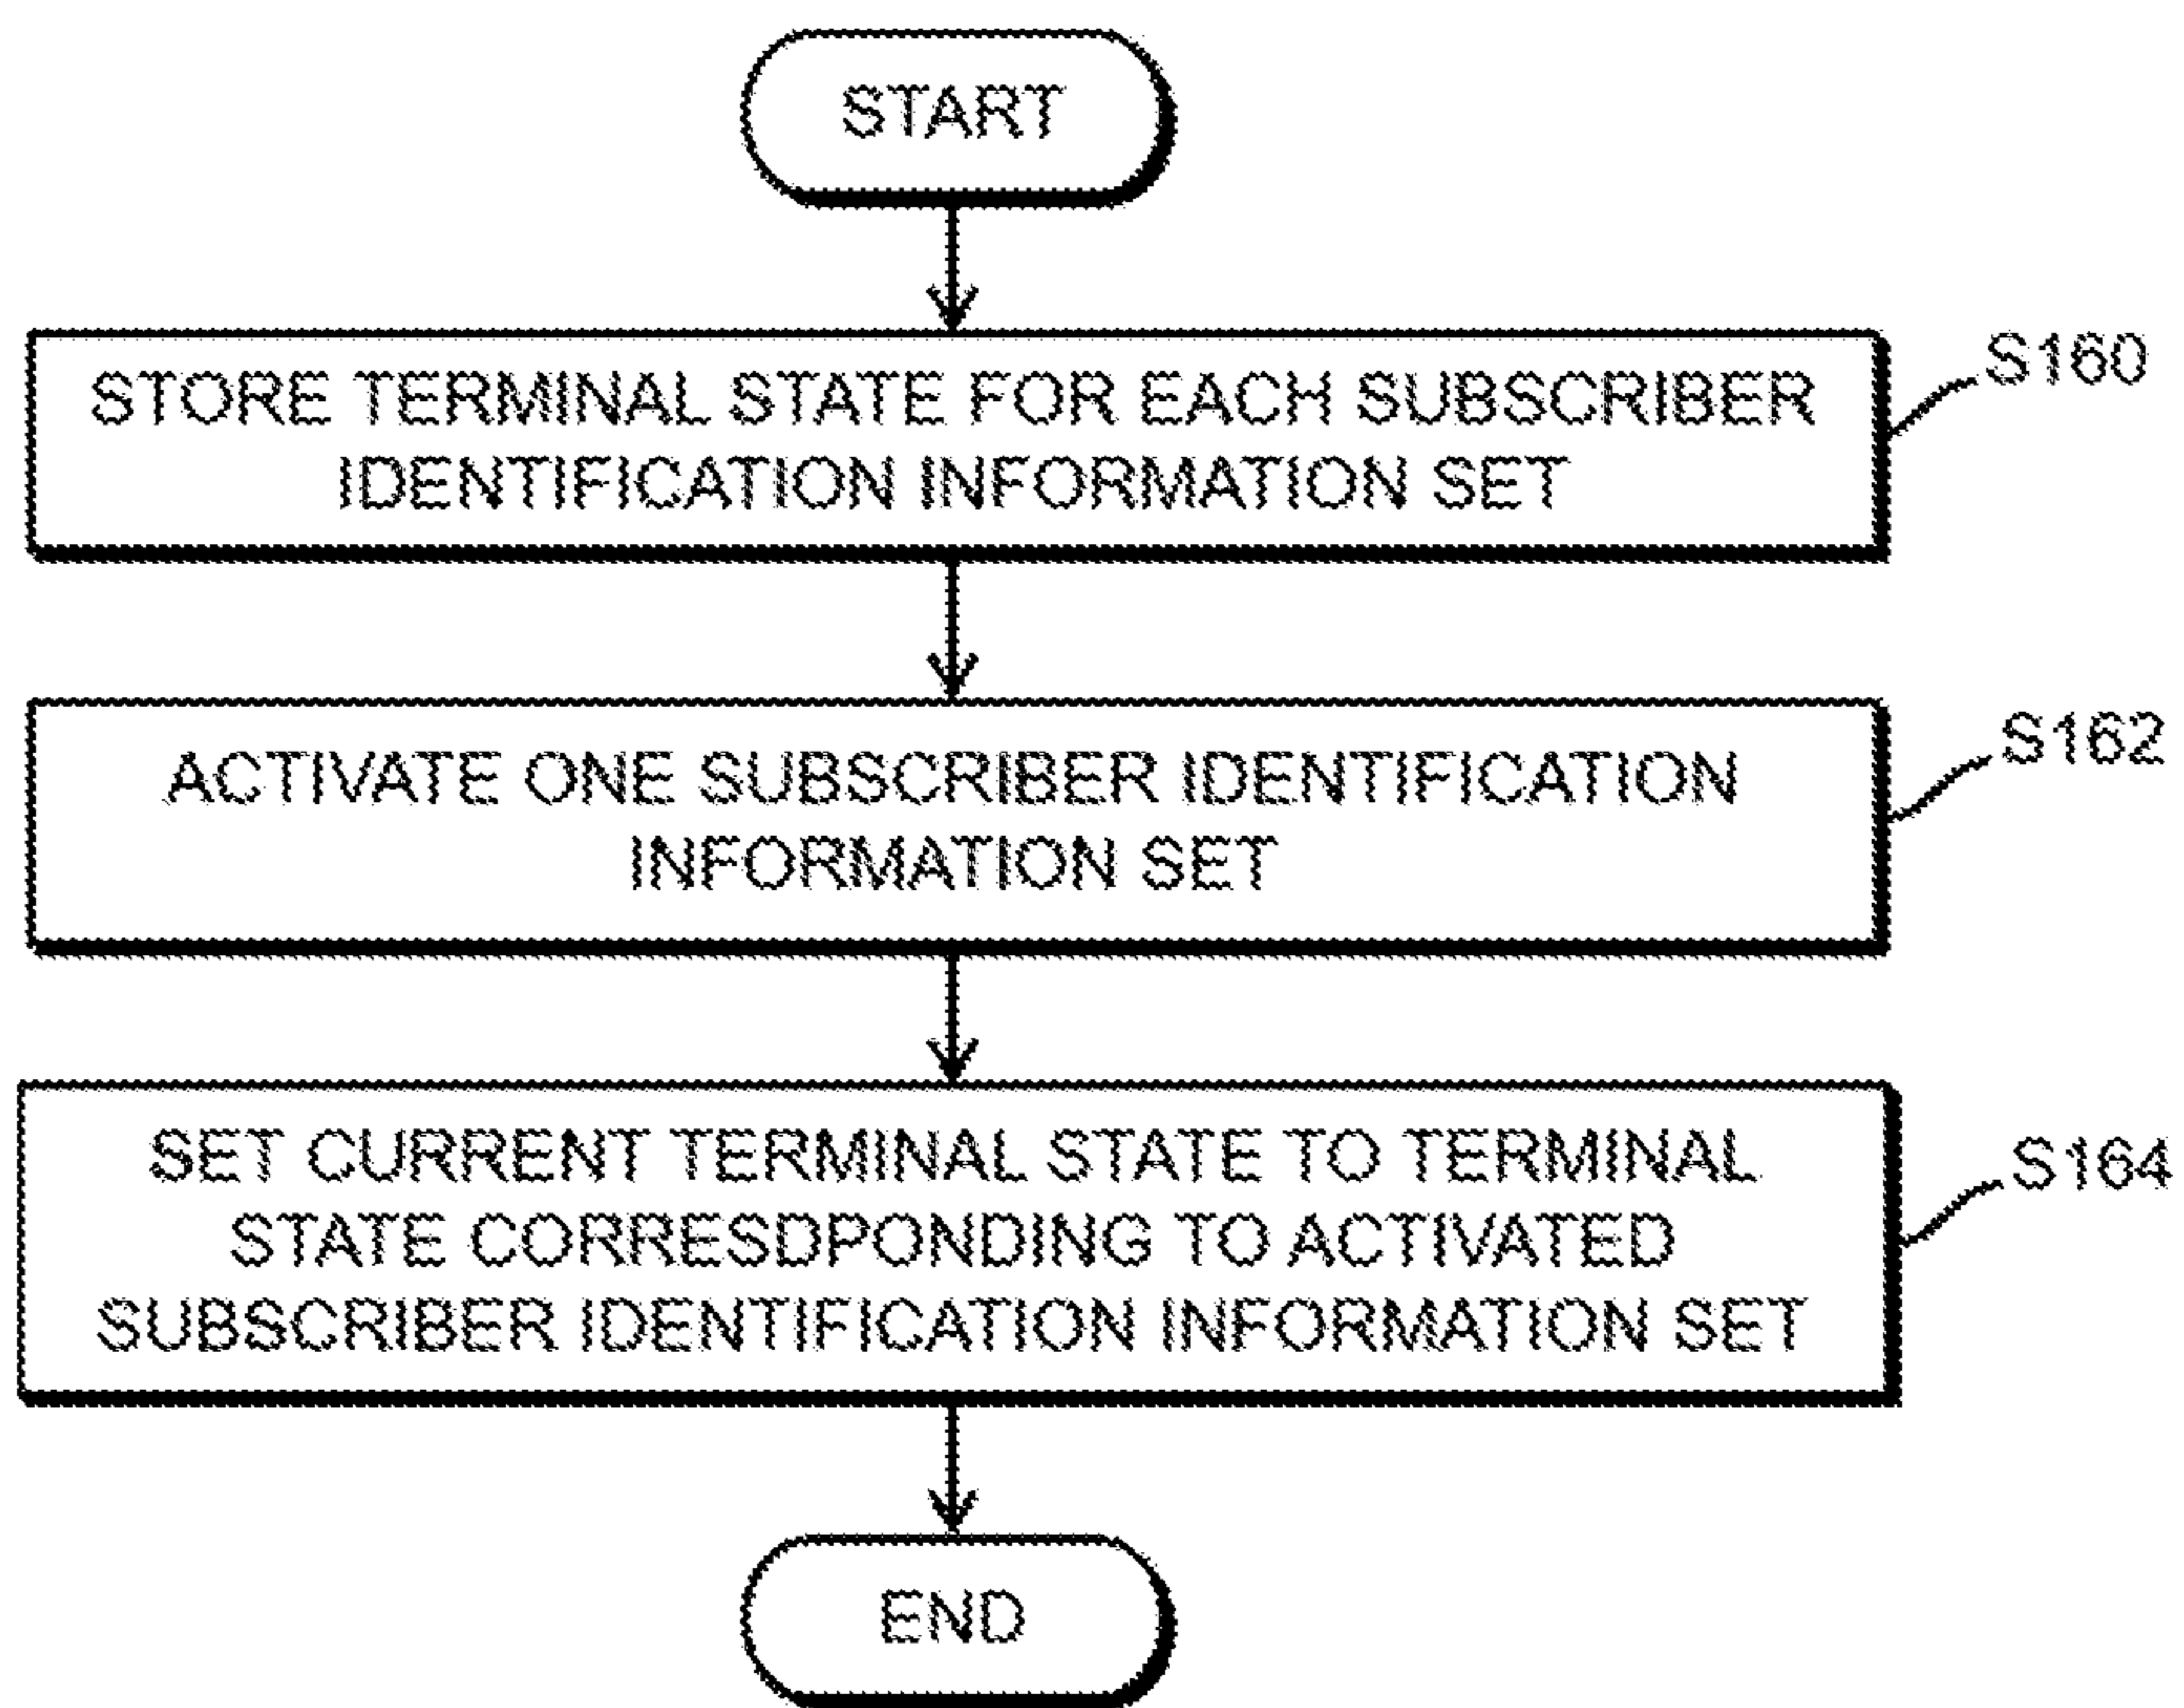 START
STORE TERMINAL STATE FOR EACH SUBSCRIBER
IDENTIFICATION INFORMATION SET
S160
ACTIVATE ONE SUBSCRIBER IDENTIFICATION
INFORMATION SET
S162
SET CURRENT TERMINAL STATE TO TERMINAL
STATE CORRESDPONDING TO ACTIVATED
SUBSCRIBER IDENTIFICATION INFORMATION SET
S164
END